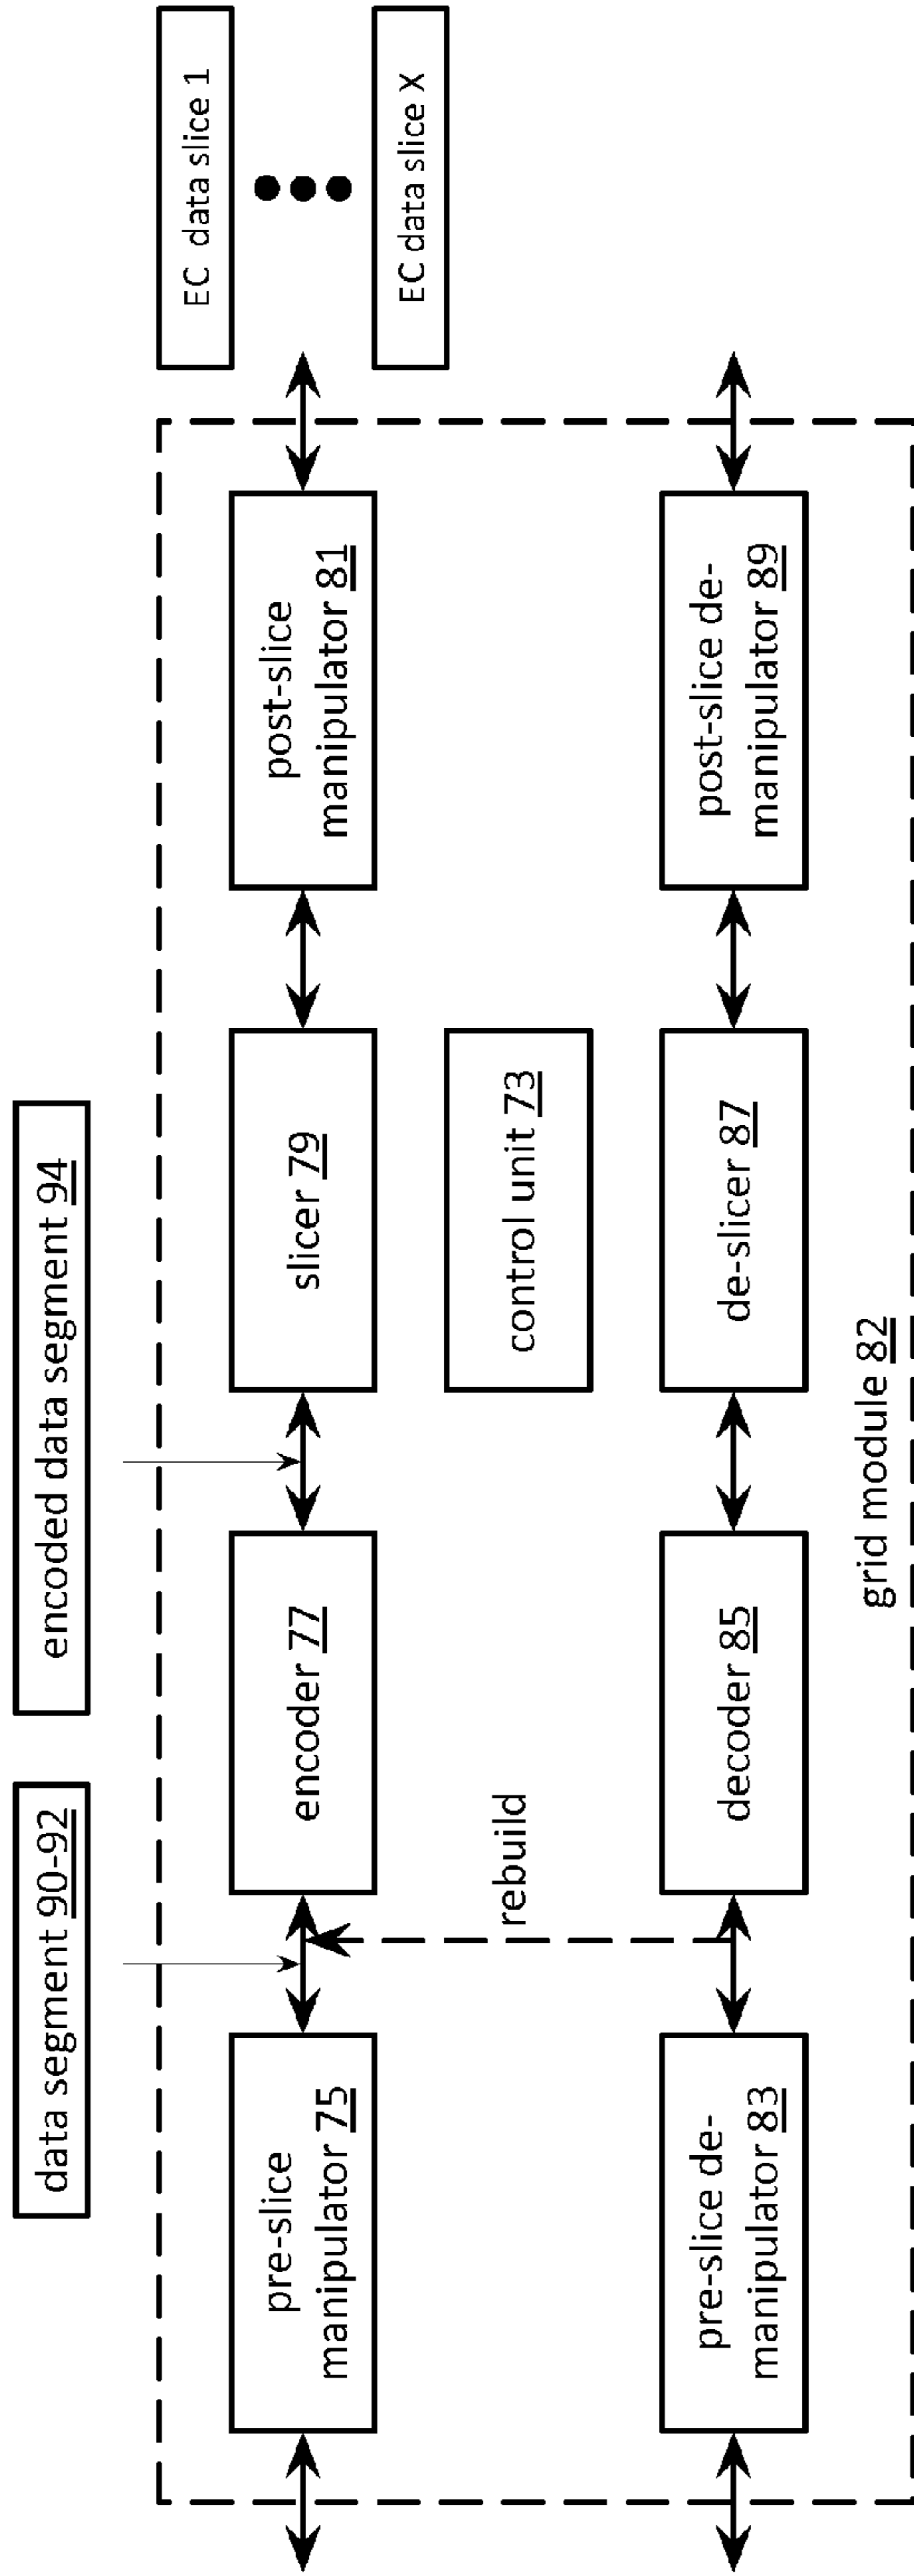 data segment 90-92
encoded data segment 94
pre-slice
manipulator 75
encoder 77
slicer 79
post-slice
manipulator 81
EC data slice 1
EC data slice X
rebuild
control unit 73
pre-slice de-
manipulator 83
decoder 85
de-slicer 87
post-slice de-
manipulator 89
grid module 82